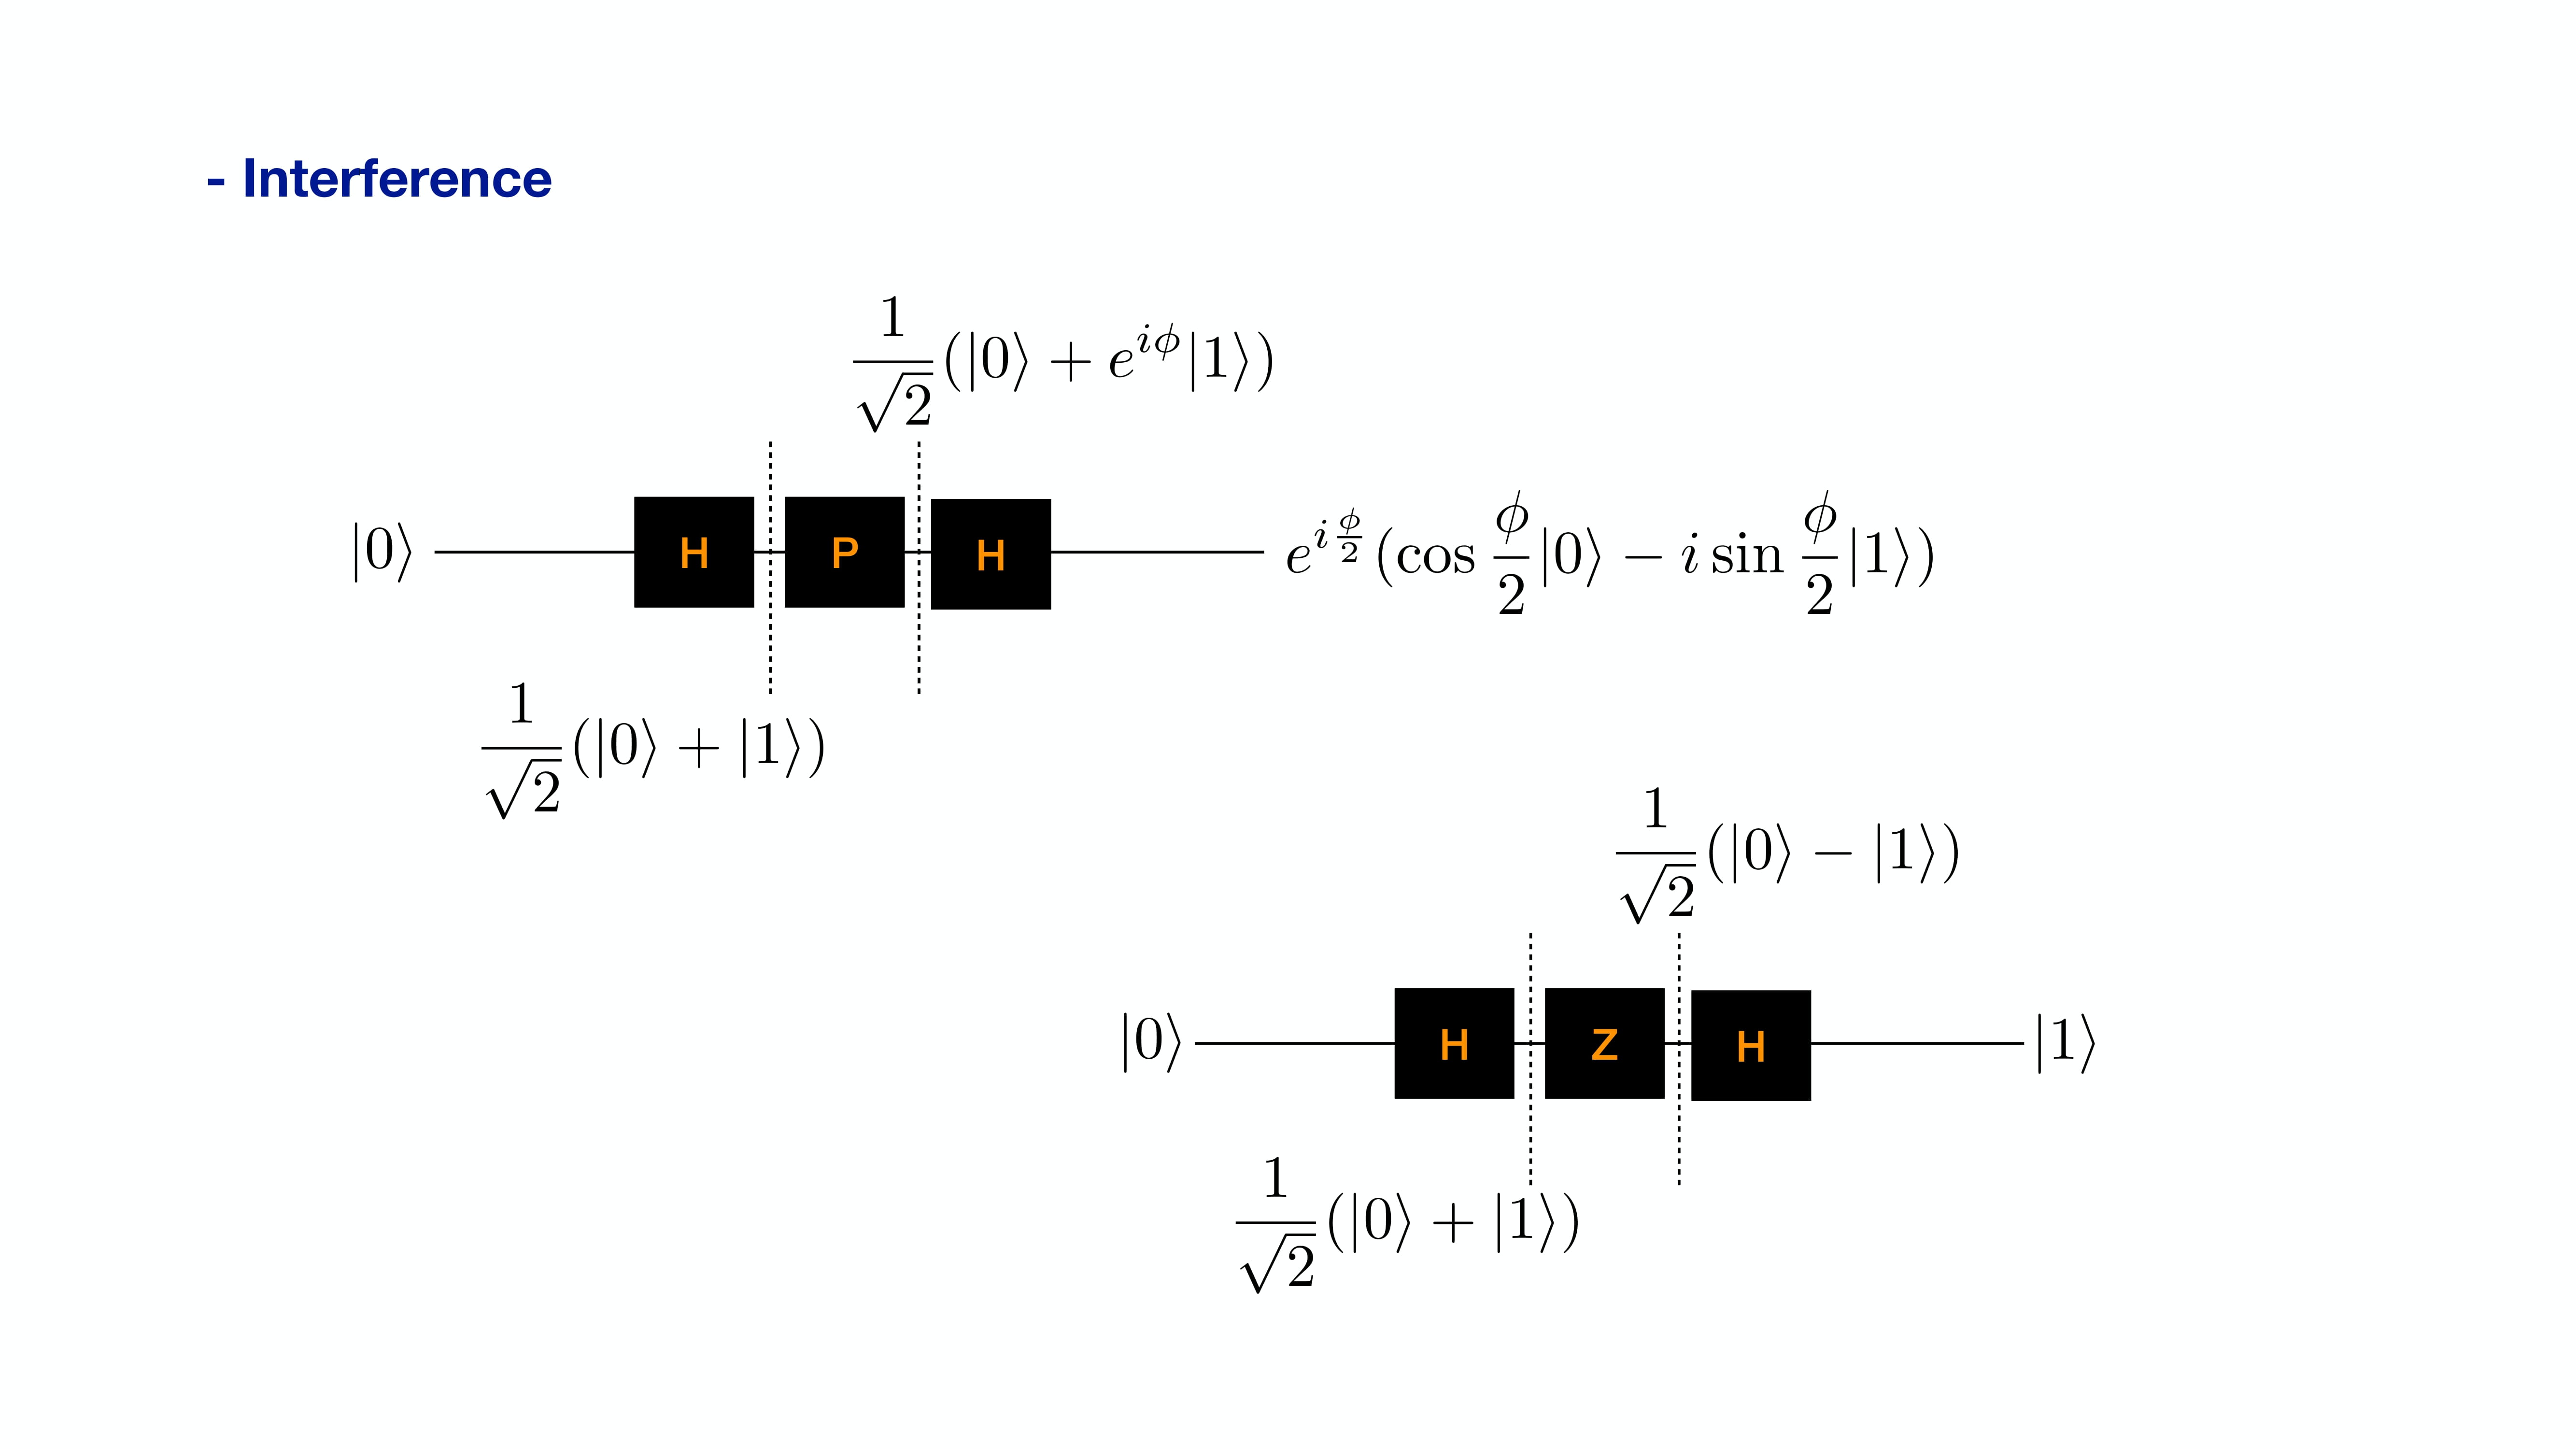 - Interference
$\frac{1}{\sqrt{2}}(|0\rangle + e^{i\phi}|1\rangle)$
$|0\rangle$ H P H $e^{i\frac{\phi}{2}}(\cos\frac{\phi}{2}|0\rangle - i\sin\frac{\phi}{2}|1\rangle)$
$\frac{1}{\sqrt{2}}(|0\rangle + |1\rangle)$
$\frac{1}{\sqrt{2}}(|0\rangle - |1\rangle)$
$|0\rangle$ H Z H $|1\rangle$
$\frac{1}{\sqrt{2}}(|0\rangle + |1\rangle)$